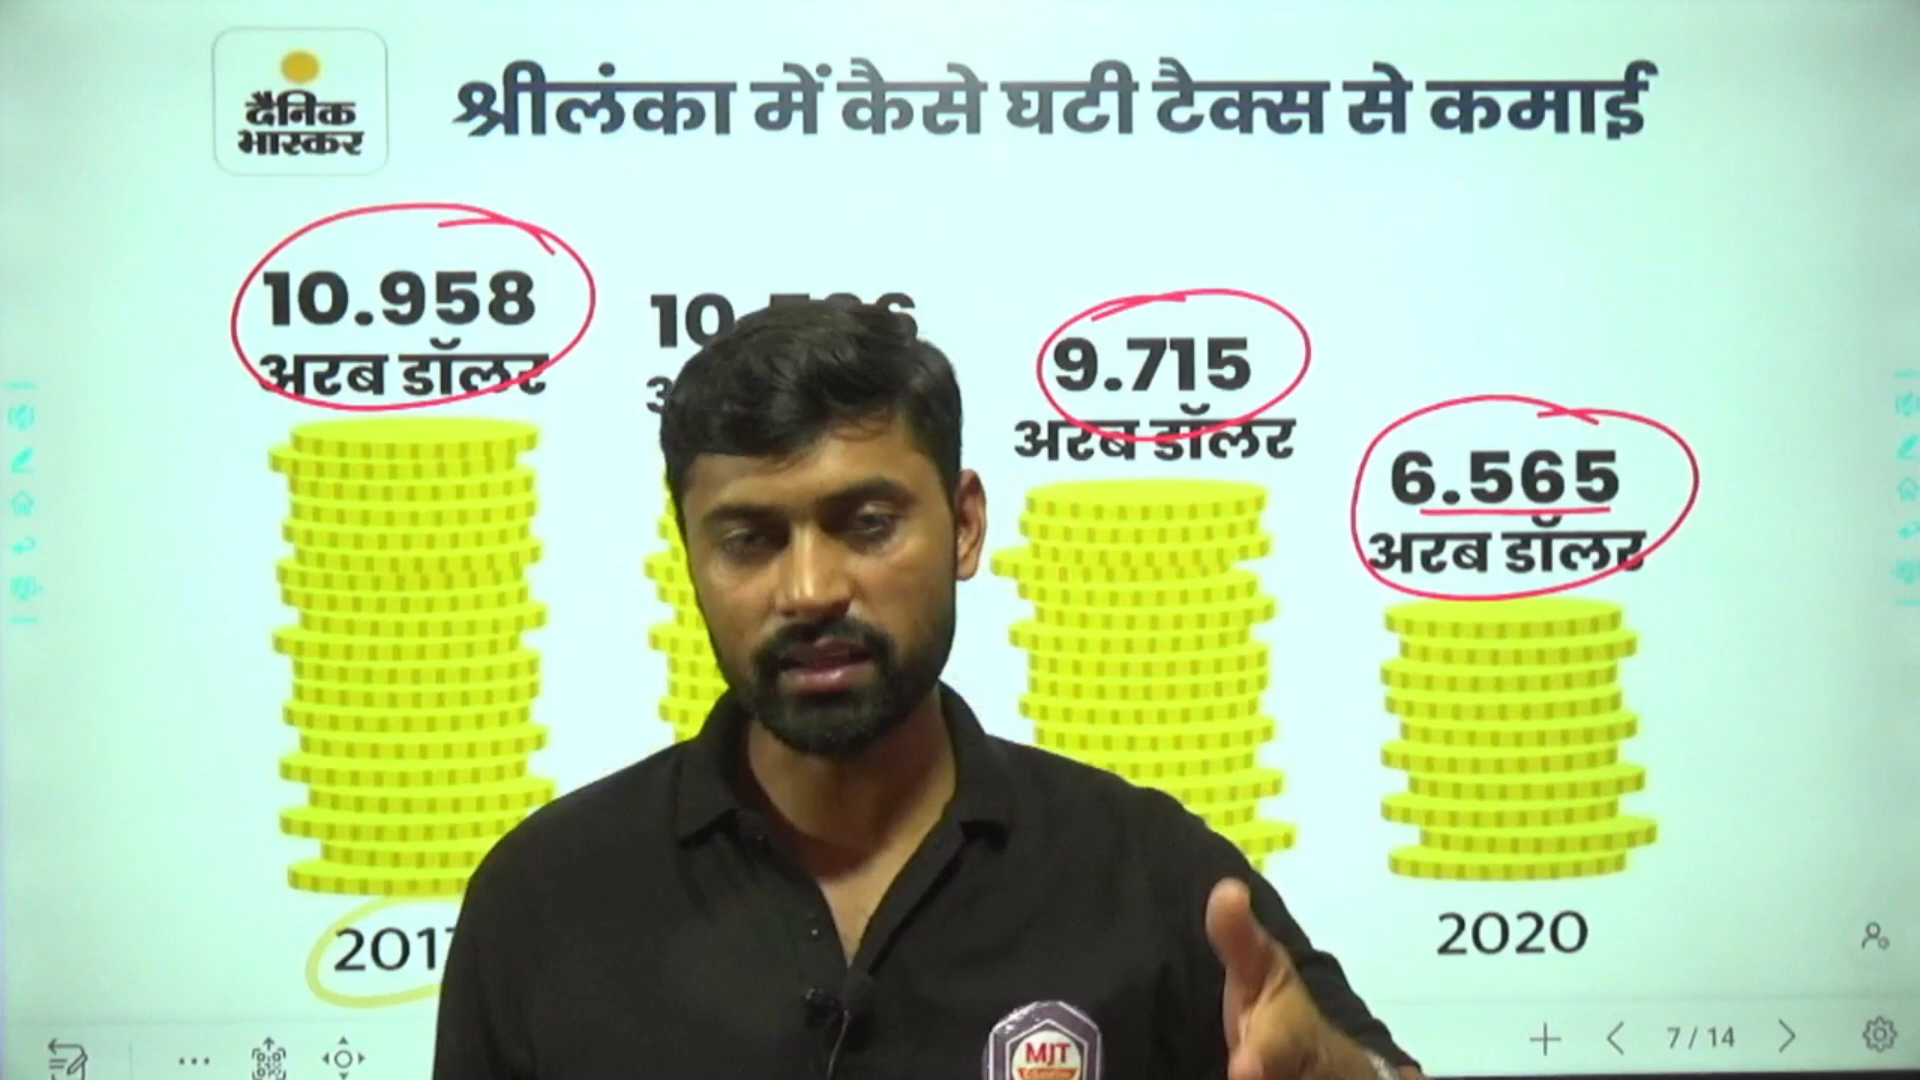 दैनिक
भास्कर
श्रीलंका में कैसे घटी टैक्स से कमाई
10.958
अरब डॉलर
9.715
अरब डॉलर
6.565
अरब डॉलर
2020
7 / 14
MJT